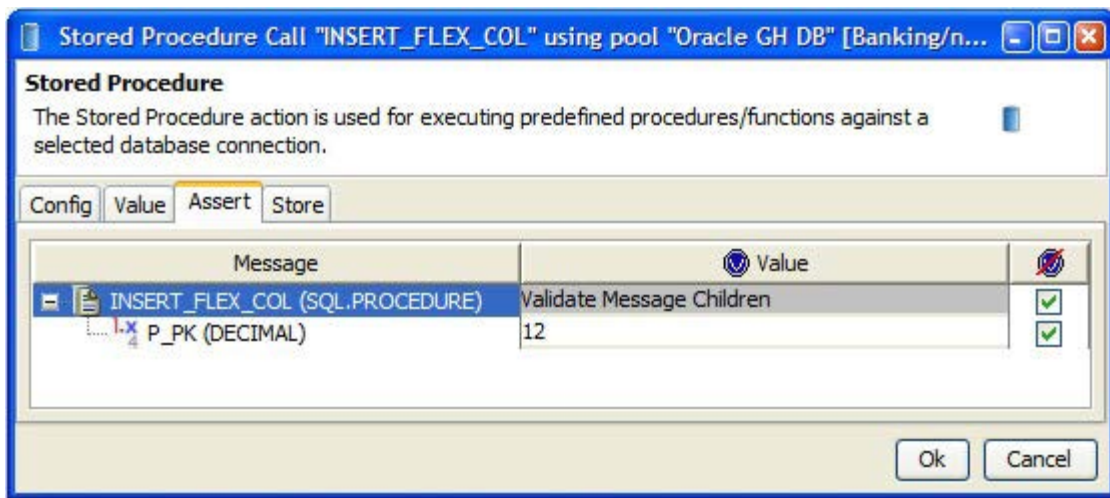 Stored Procedure Call "INSERT_FLEX_COL" using pool "Oracle GH DB" [Banking/n...
Stored Procedure
The Stored Procedure action is used for executing predefined procedures/functions against a
selected database connection.
Config Value Assert Store
Message Value
INSERT_FLEX_COL (SQL.PROCEDURE) Validate Message Children
P_PK (DECIMAL) 12
Ok Cancel